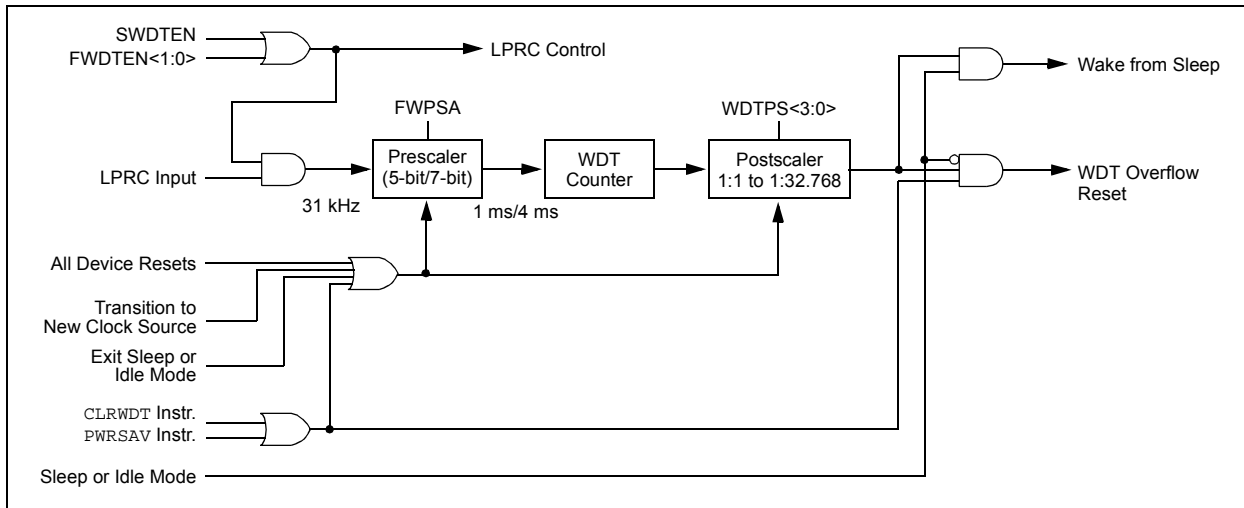 SWDTEN
FWDTEN<1:0>
LPRC Control
Wake from Sleep
FWPSA
WDTPS<3:0>
Prescaler
(5-bit/7-bit)
WDT
Counter
Postscaler
1:1 to 1:32.768
LPRC Input
WDT Overflow
Reset
31 kHz
1 ms/4 ms
All Device Resets
Transition to
New Clock Source
Exit Sleep or
Idle Mode
CLRWDT Instr.
PWRSAV Instr.
Sleep or Idle Mode